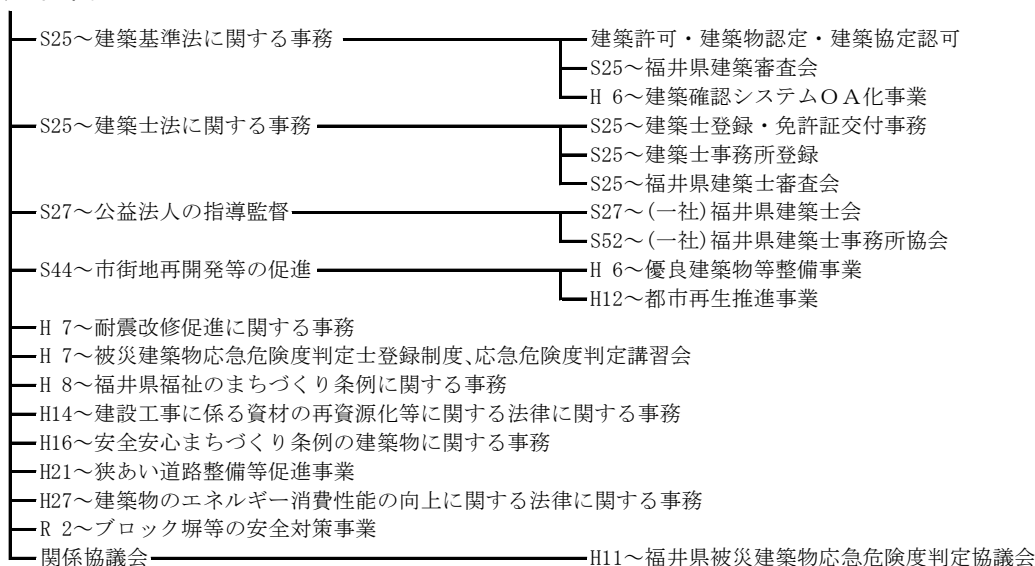 S25～建築基準法に関する事務 建築許可・建築物認定・建築協定認可
S25～福井県建築審査会
H 6～建築確認システムＯＡ化事業
S25～建築士法に関する事務 S25～建築士登録・免許証交付事務
S25～建築士事務所登録
S25～福井県建築士審査会
S27～公益法人の指導監督 S27～(一社)福井県建築士会
S52～(一社)福井県建築士事務所協会
S44～市街地再開発等の促進 H 6～優良建築物等整備事業
H12～都市再生推進事業
H 7～耐震改修促進に関する事務
H 7～被災建築物応急危険度判定士登録制度、応急危険度判定講習会
H 8～福井県福祉のまちづくり条例に関する事務
H14～建設工事に係る資材の再資源化等に関する法律に関する事務
H16～安全安心まちづくり条例の建築物に関する事務
H21～狭あい道路整備等促進事業
H27～建築物のエネルギー消費性能の向上に関する法律に関する事務
R 2～ブロック塀等の安全対策事業
関係協議会 H11～福井県被災建築物応急危険度判定協議会